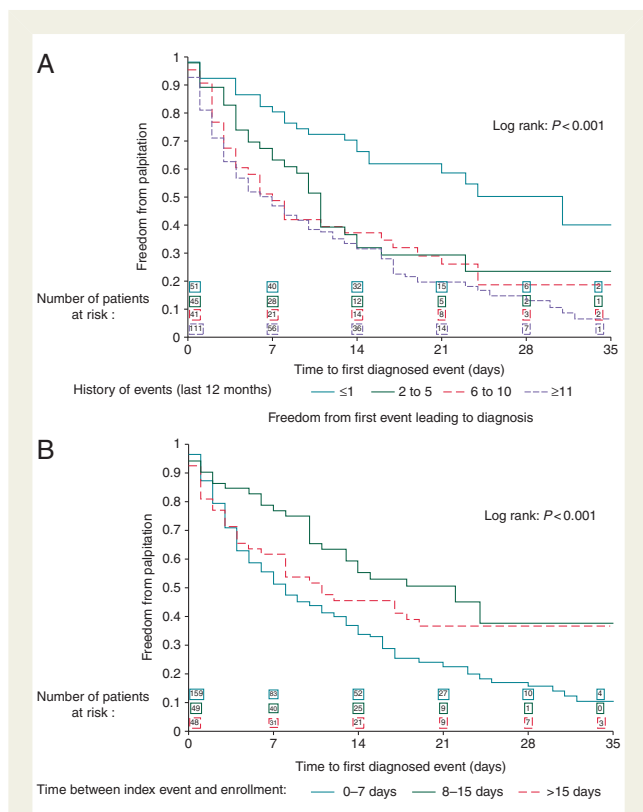 A
1
0.9
0.8
0.7
0.6
0.5
0.4
0.3
0.2
0.1
0
Freedom from palpitation
Log rank: P < 0.001
Number of patients at risk :
51 40 32 15 6 2
45 28 12 5 2 1
41 21 14 8 3 2
111 56 36 14 7 1
0 7 14 21 28 35
Time to first diagnosed event (days)
History of events (last 12 months) ≤1 2 to 5 6 to 10 ≥11
Freedom from first event leading to diagnosis
B
1
0.9
0.8
0.7
0.6
0.5
0.4
0.3
0.2
0.1
0
Freedom from palpitation
Log rank: P < 0.001
Number of patients at risk :
159 83 52 27 10 4
49 40 25 9 1 0
48 31 21 9 7 3
0 7 14 21 28 35
Time to first diagnosed event (days)
Time between index event and enrollment: 0–7 days 8–15 days >15 days